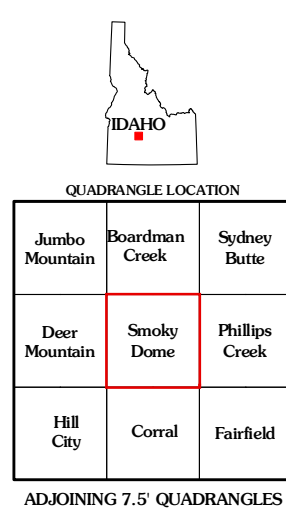 IDAHO
QUADRANGLE LOCATION
Jumbo
Mountain
Boardman
Creek
Sydney
Butte
Deer
Mountain
Smoky
Dome
Phillips
Creek
Hill
City
Corral
Fairfield
ADJOINING 7.5' QUADRANGLES